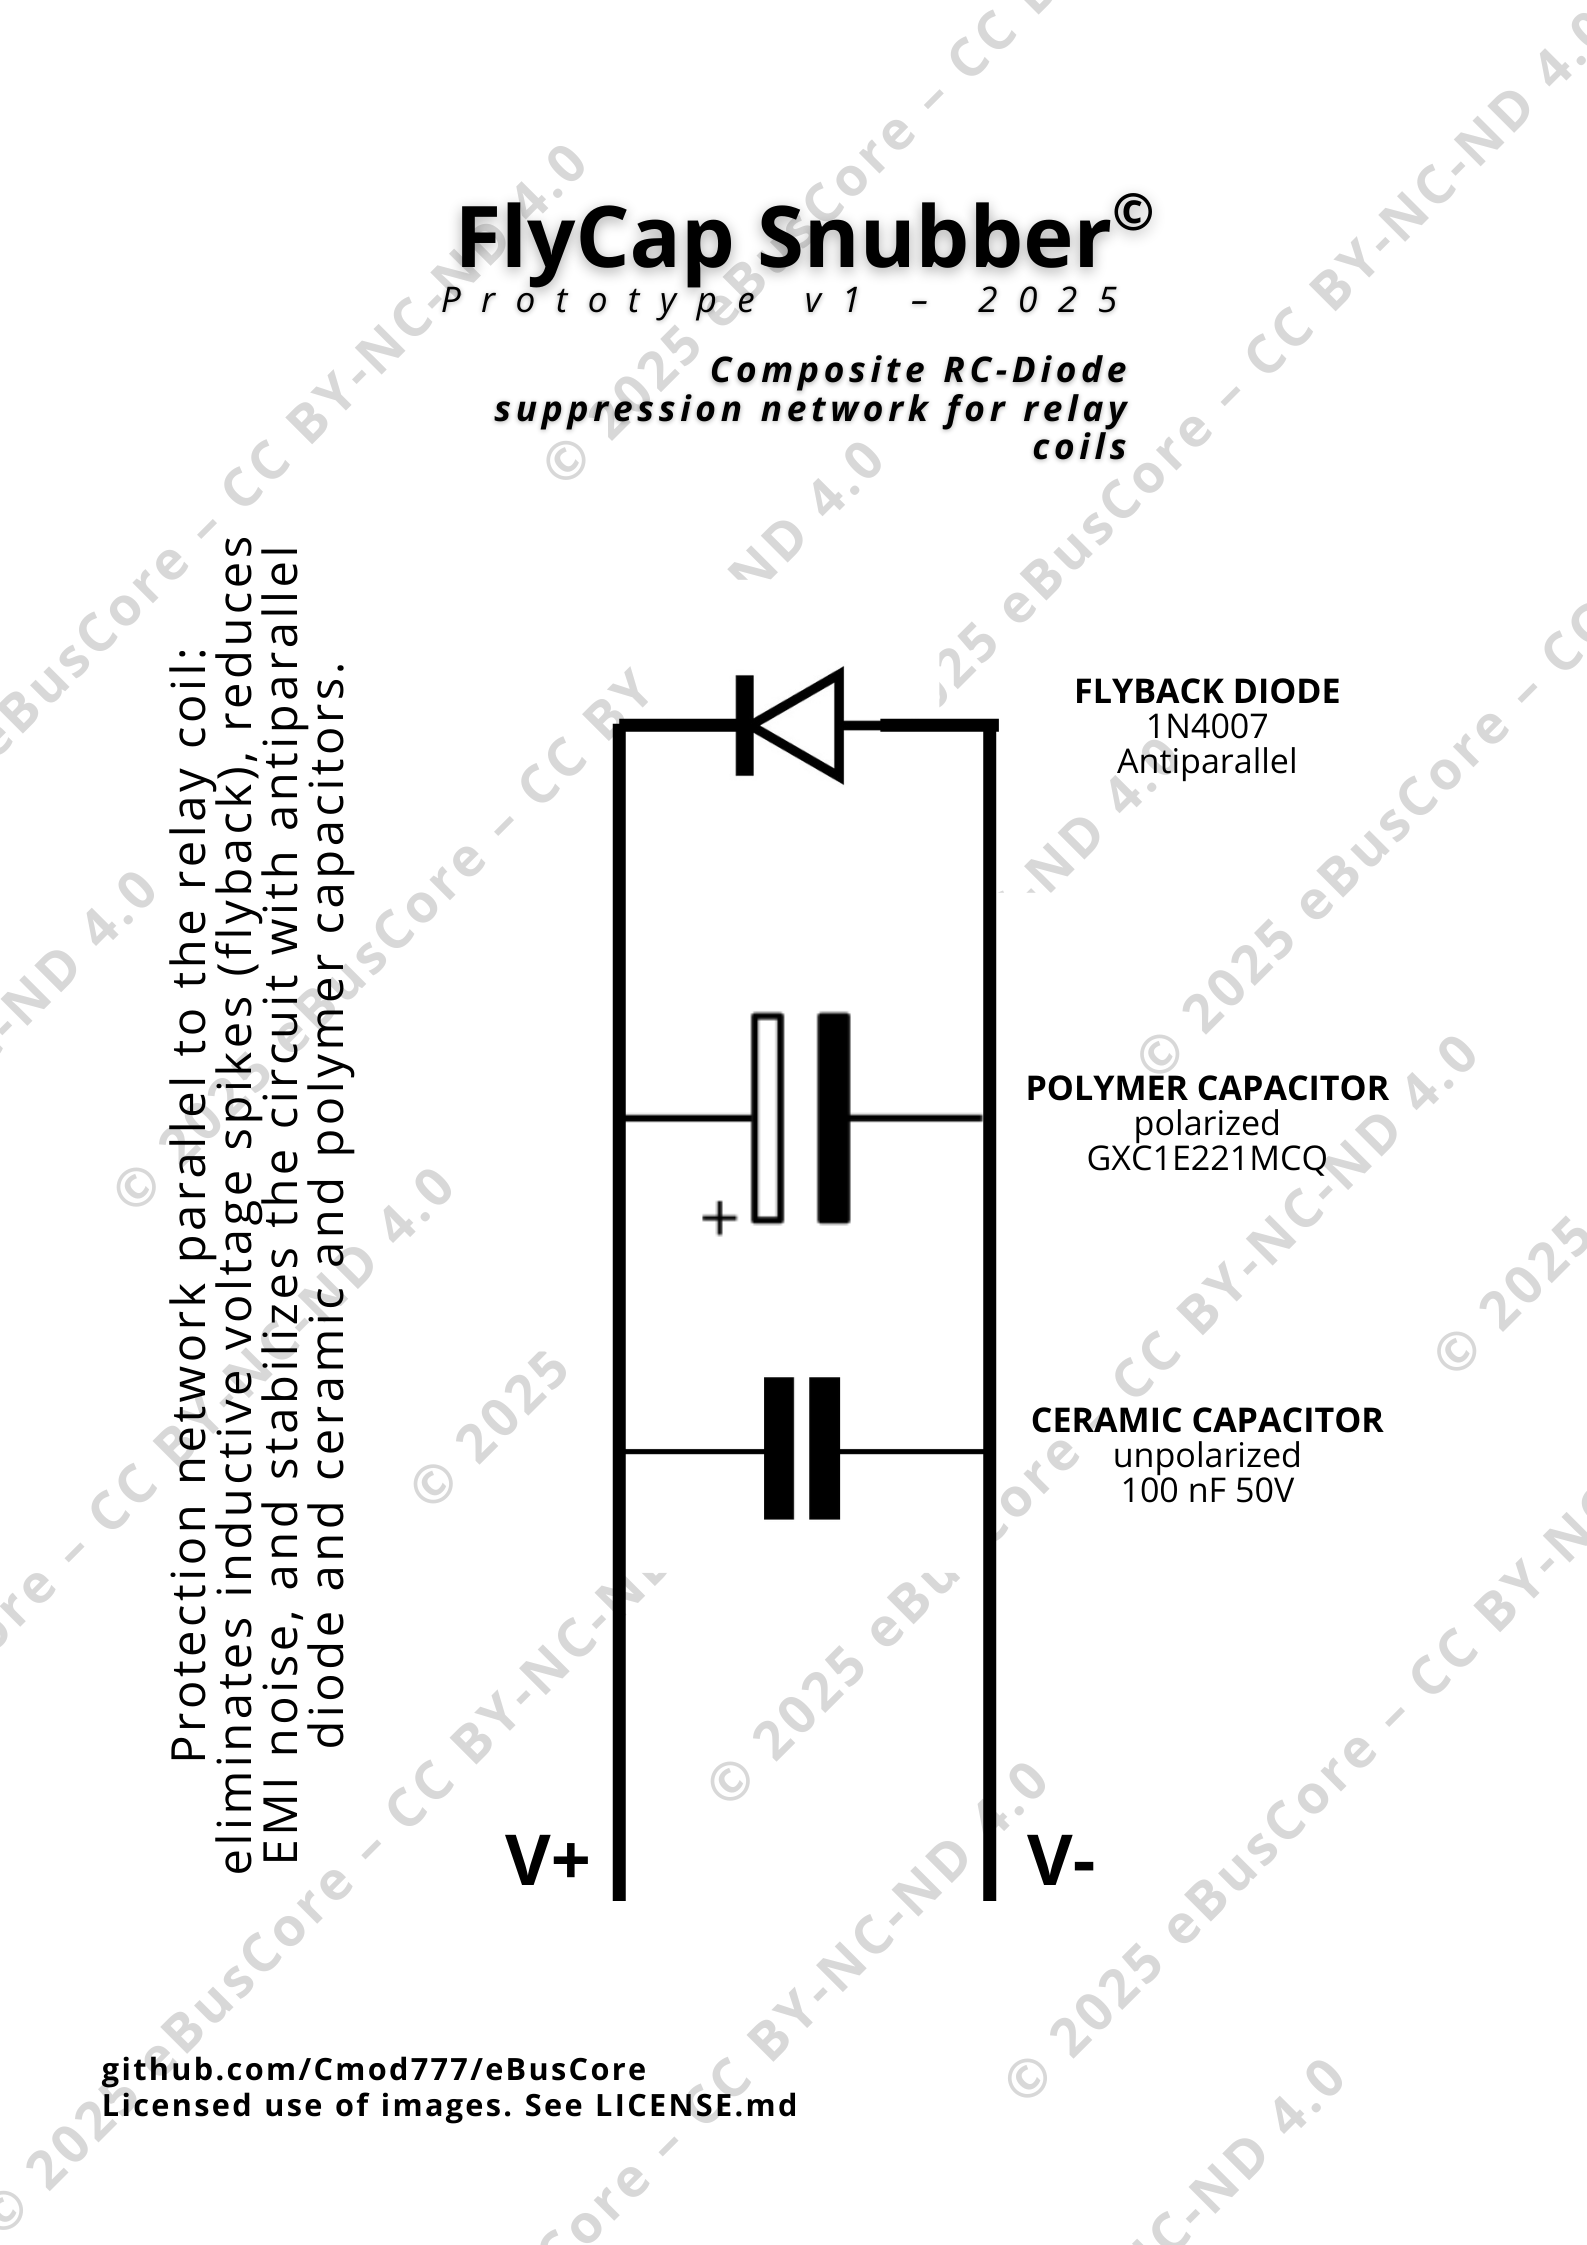 FlyCap Snubber©
Prototype v1 – 2025
Composite RC-Diode
suppression network for relay
coils
Protection network parallel to the relay coil:
eliminates inductive voltage spikes (flyback), reduces
EMI noise, and stabilizes the circuit with antiparallel
diode and ceramic and polymer capacitors.
FLYBACK DIODE
1N4007
Antiparallel
POLYMER CAPACITOR
polarized
GXC1E221MCQ
+
CERAMIC CAPACITOR
unpolarized
100 nF 50V
V+
V-
github.com/Cmod777/eBusCore
Licensed use of images. See LICENSE.md
© 2025 eBusCore – CC BY-NC-ND 4.0